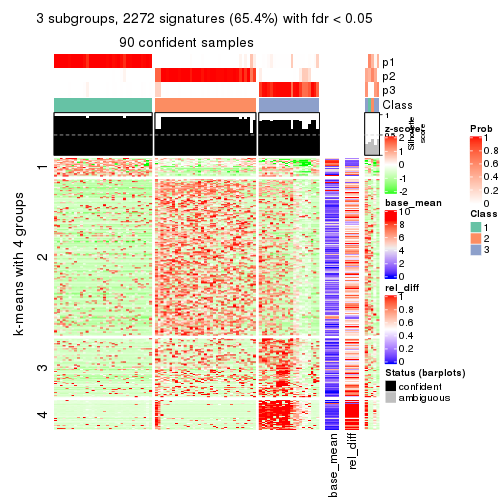 3 subgroups, 2272 signatures (65.4%) with fdr < 0.05
90 confident samples
p1
p2
p3
Class
1
Silhouette
score
k-means with 4 groups
1
2
3
4
base_mean
rel_diff
z-score
2
1
0
-1
-2
base_mean
10
8
6
4
2
0
rel_diff
1
0.8
0.6
0.4
0.2
0
Status (barplots)
confident
ambiguous
Prob
1
0.8
0.6
0.4
0.2
0
Class
1
2
3